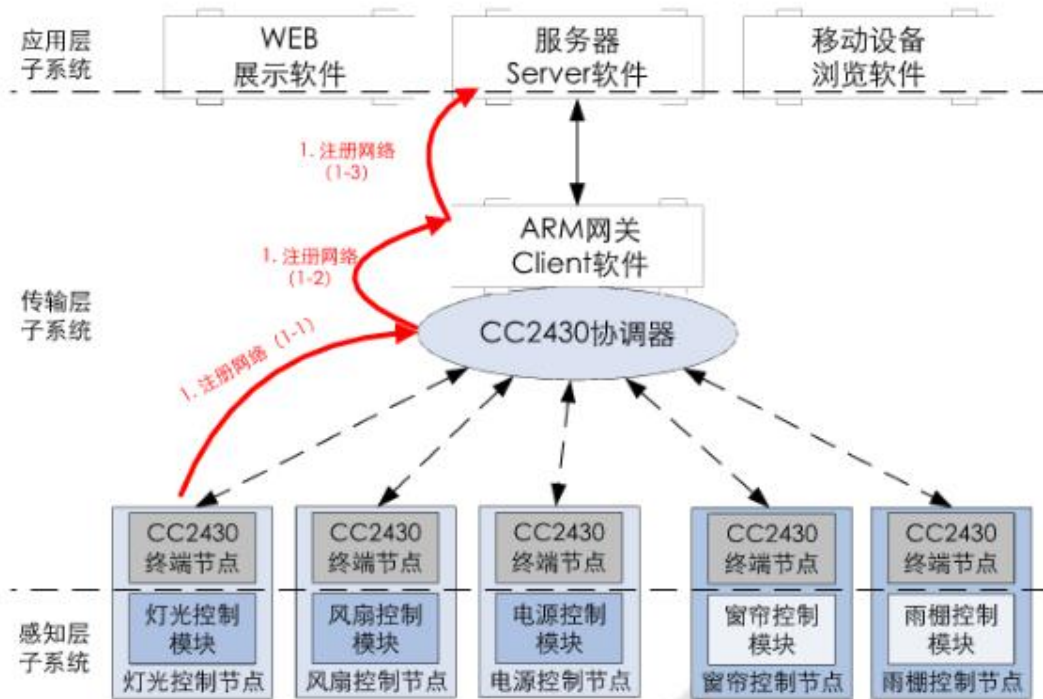 应用层
子系统
WEB
展示软件
服务器
Server软件
移动设备
浏览软件
1. 注册网络
(1-3)
ARM网关
Client软件
1. 注册网络
(1-2)
传输层
子系统
CC2430协调器
1. 注册网络 (1-1)
CC2430
终端节点
CC2430
终端节点
CC2430
终端节点
CC2430
终端节点
CC2430
终端节点
感知层
子系统
灯光控制
模块
灯光控制节点
风扇控制
模块
风扇控制节点
电源控制
模块
电源控制节点
窗帘控制
模块
窗帘控制节点
雨棚控制
模块
雨棚控制节点